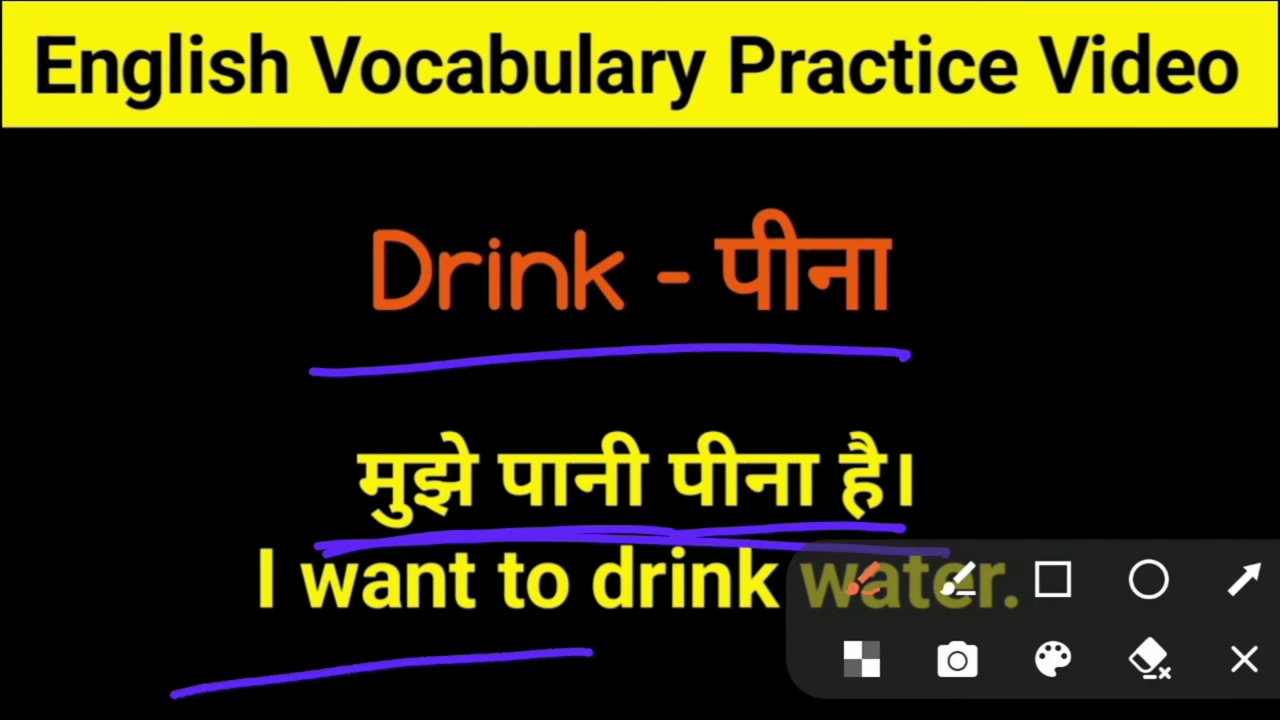 English Vocabulary Practice Video
Drink - पीना
मुझे पानी पीना है।
I want to drink water.